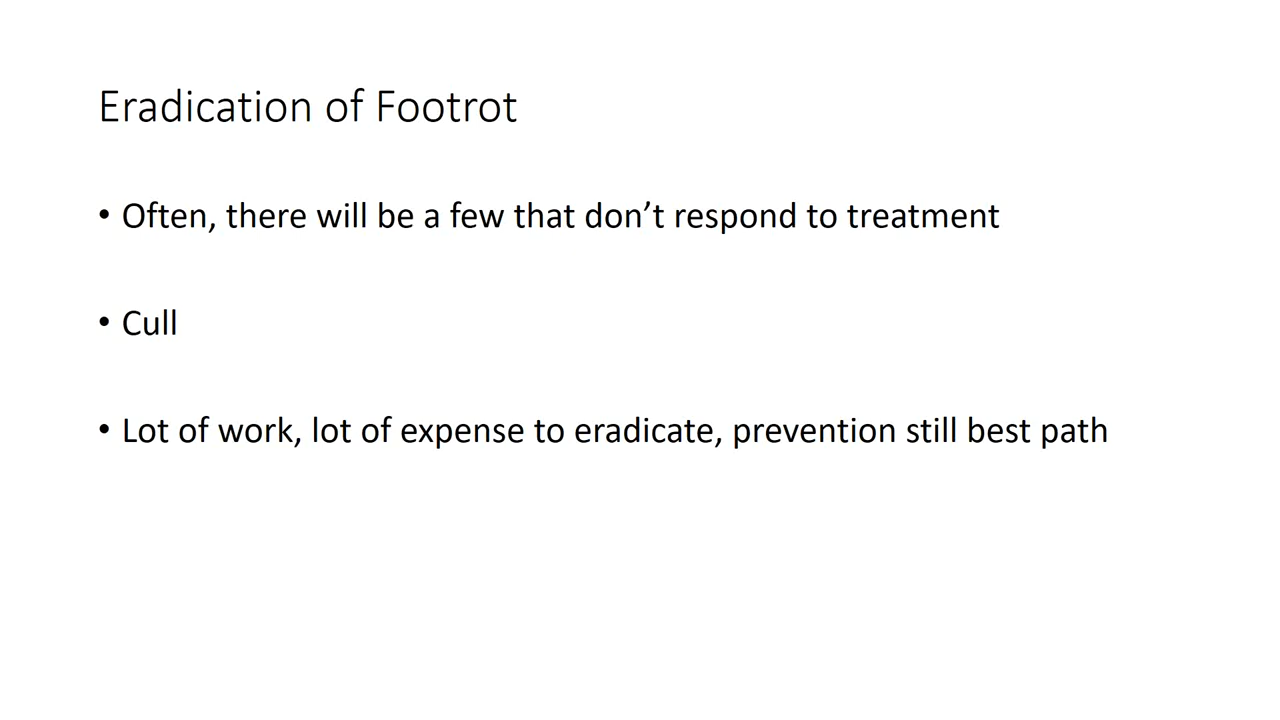 Eradication of Footrot
• Often, there will be a few that don’t respond to treatment
• Cull
• Lot of work, lot of expense to eradicate, prevention still best path